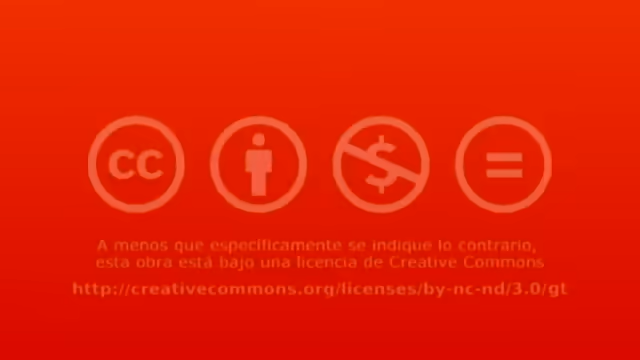 cc
$
=
A menos que específicamente se indique lo contrario,
esta obra está bajo una licencia de Creative Commons
http://creativecommons.org/licenses/by-nc-nd/3.0/gt